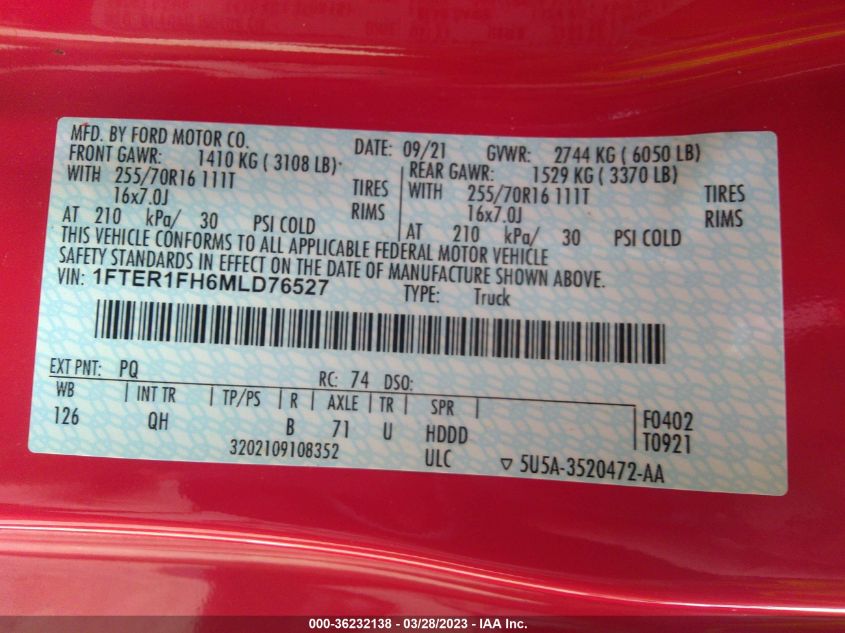 MFD. BY FORD MOTOR CO.
DATE: 09/21 GVWR: 2744 KG ( 6050 LB)
FRONT GAWR: 1410 KG ( 3108 LB)
REAR GAWR: 1529 KG ( 3370 LB)
WITH 255/70R16 111T TIRES
WITH 255/70R16 111T TIRES
16x7.0J RIMS
16x7.0J RIMS
AT 210 kPa/ 30 PSI COLD
AT 210 kPa/ 30 PSI COLD
THIS VEHICLE CONFORMS TO ALL APPLICABLE FEDERAL MOTOR VEHICLE
SAFETY STANDARDS IN EFFECT ON THE DATE OF MANUFACTURE SHOWN ABOVE.
VIN: 1FTER1FH6MLD76527 TYPE: Truck
EXT PNT: PQ RC: 74 DSO:
WB INT TR TP/PS R AXLE TR SPR
126 QH B 71 U HDDD
F0402
T0921
3202109108352 ULC
5U5A-3520472-AA
000-36232138 - 03/28/2023 - IAA Inc.